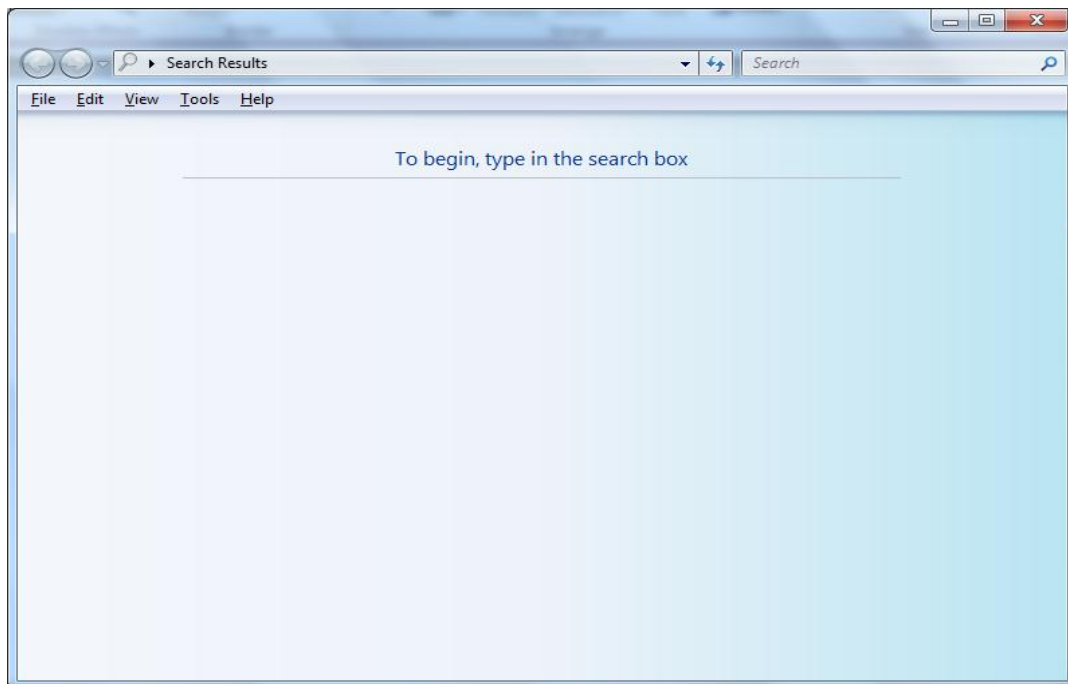 Search Results
Search
File Edit View Tools Help
To begin, type in the search box